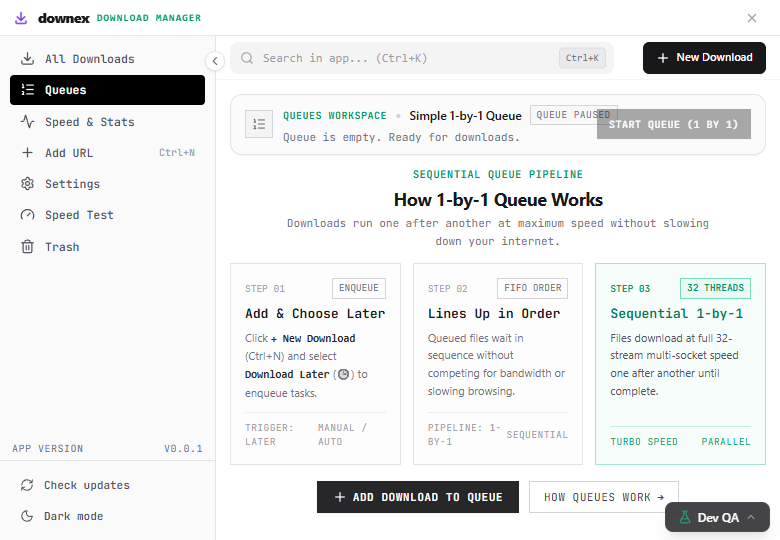 downex DOWNLOAD MANAGER
All Downloads
Queues
Speed & Stats
Add URL Ctrl+N
Settings
Speed Test
Trash
APP VERSION V0.0.1
Check updates
Dark mode
Search in app... (Ctrl+K) Ctrl+K
New Download
QUEUES WORKSPACE Simple 1-by-1 Queue QUEUE PAUSED
Queue is empty. Ready for downloads.
START QUEUE (1 BY 1)
SEQUENTIAL QUEUE PIPELINE
How 1-by-1 Queue Works
Downloads run one after another at maximum speed without slowing
down your internet.
STEP 01 ENQUEUE
Add & Choose Later
Click + New Download
(Ctrl+N) and select
Download Later (🕒) to
enqueue tasks.
TRIGGER: MANUAL /
LATER AUTO
STEP 02 FIFO ORDER
Lines Up in Order
Queued files wait in
sequence without
competing for bandwidth or
slowing browsing.
PIPELINE: 1- SEQUENTIAL
BY-1
STEP 03 32 THREADS
Sequential 1-by-1
Files download at full 32-
stream multi-socket speed
one after another until
complete.
TURBO SPEED PARALLEL
+ ADD DOWNLOAD TO QUEUE
HOW QUEUES WORK →
Dev QA